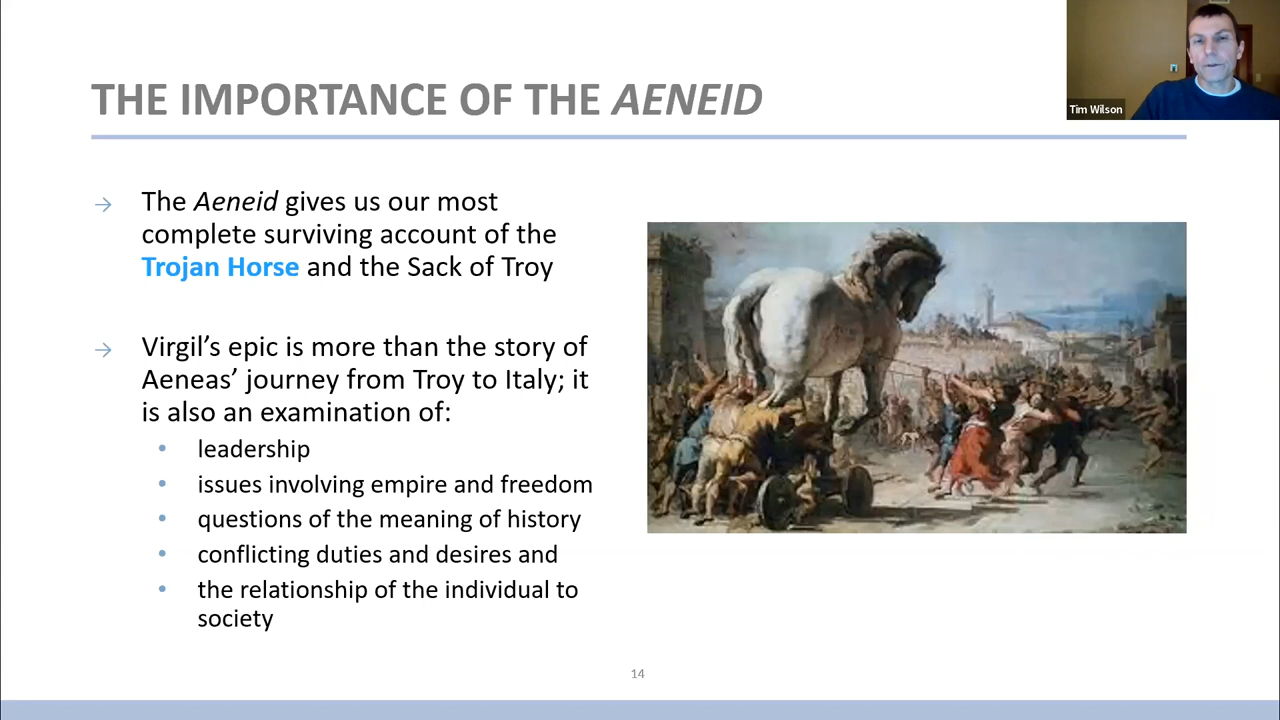 THE IMPORTANCE OF THE AENEID
Tim Wilson
→ The Aeneid gives us our most
complete surviving account of the
Trojan Horse and the Sack of Troy
→ Virgil’s epic is more than the story of
Aeneas’ journey from Troy to Italy; it
is also an examination of:
• leadership
• issues involving empire and freedom
• questions of the meaning of history
• conflicting duties and desires and
• the relationship of the individual to
society
14